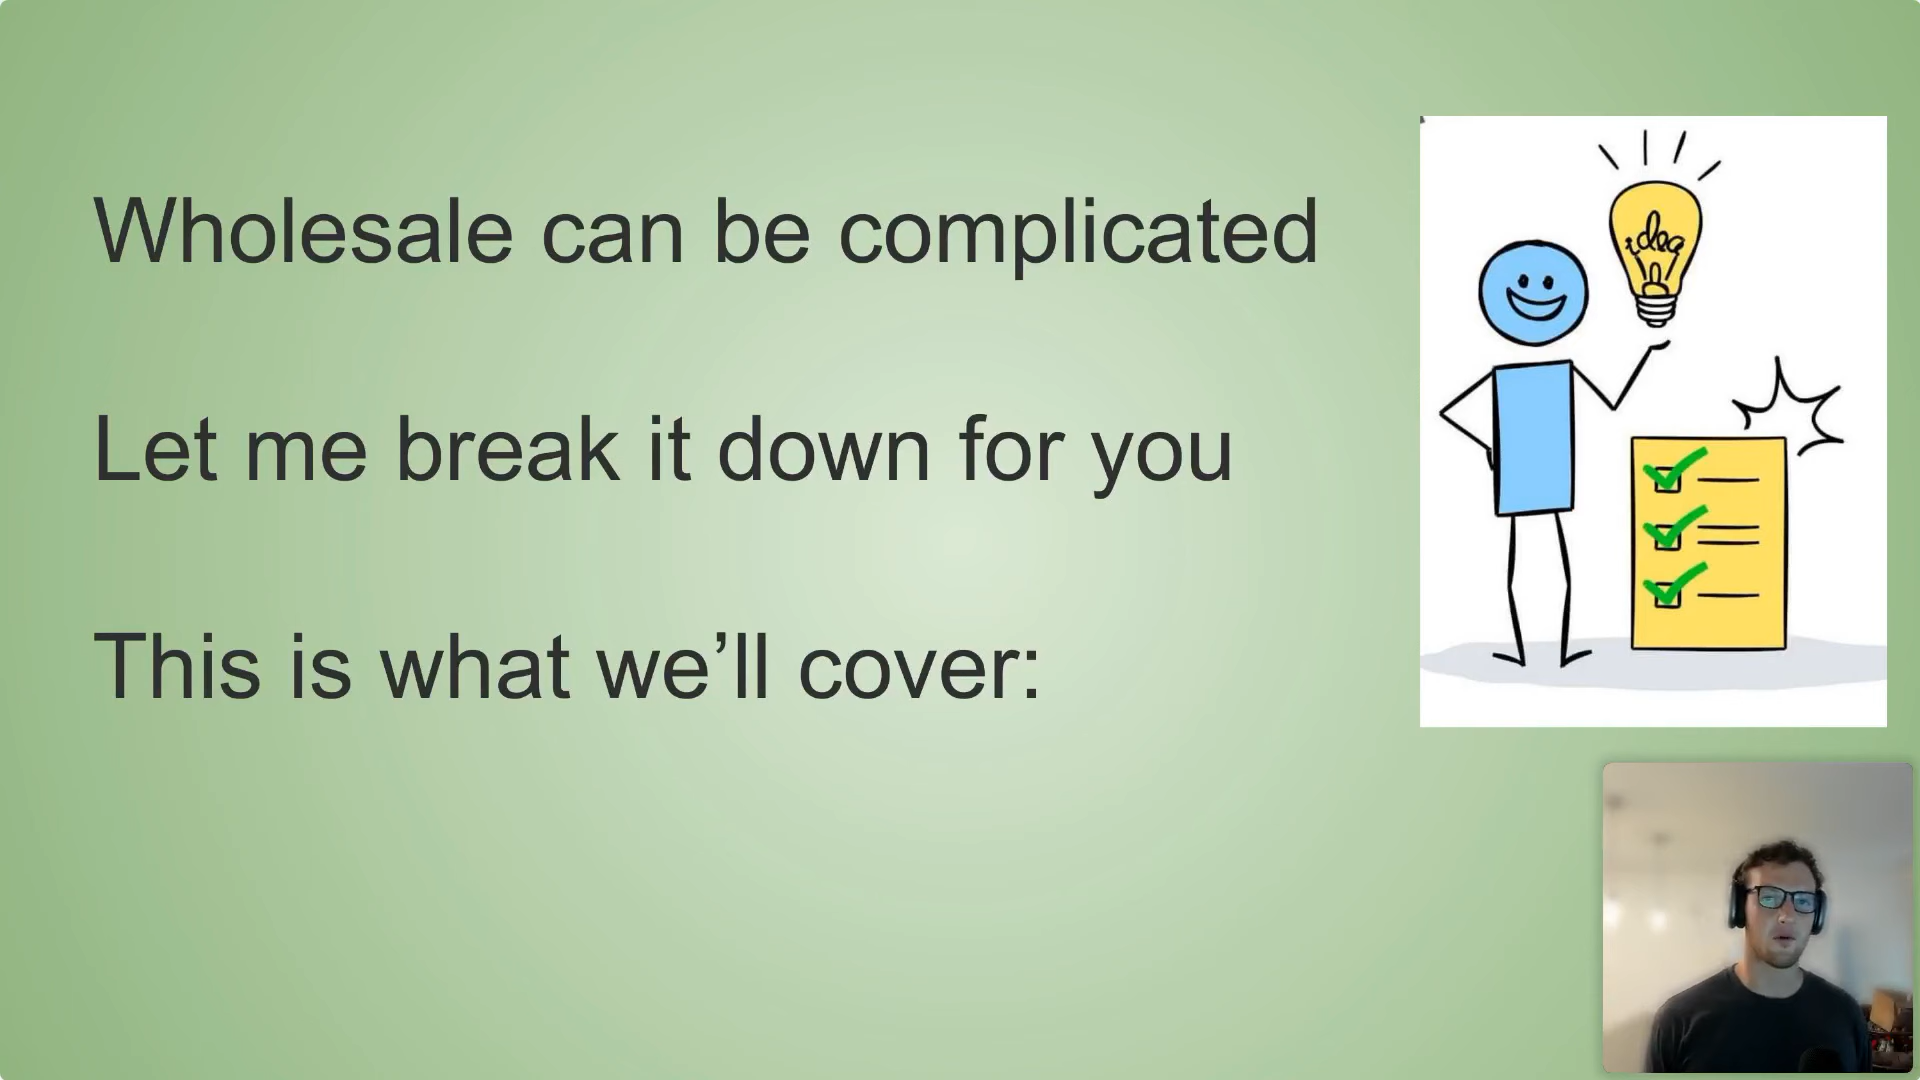 Wholesale can be complicated
Let me break it down for you
This is what we’ll cover:
idea